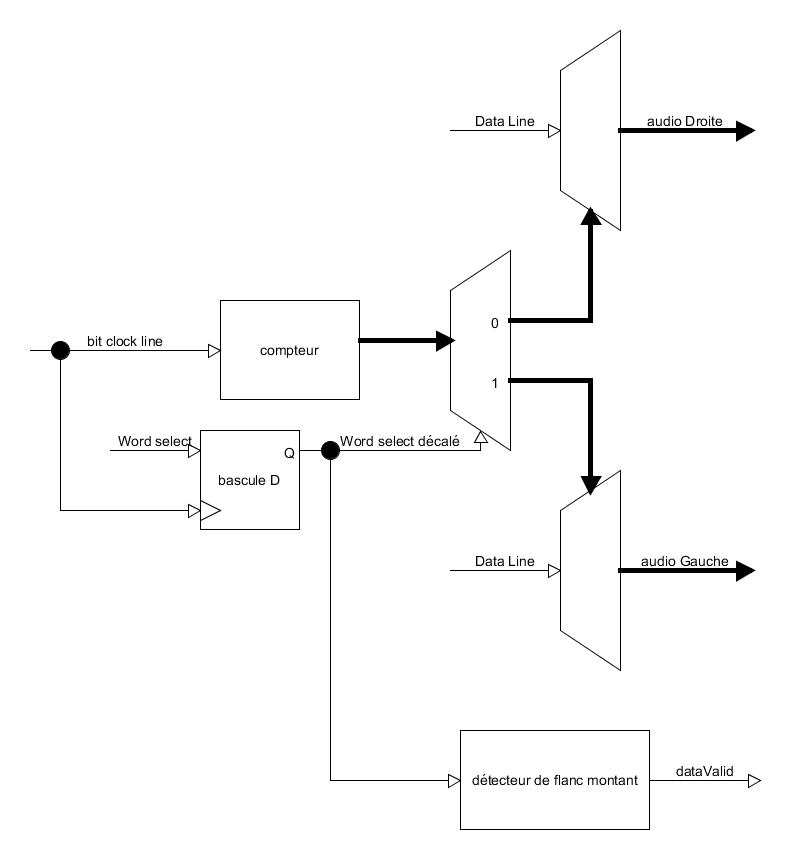 Data Line
audio Droite
bit clock line
compteur
0
1
Word select
Q
Word select décalé
bascule D
Data Line
audio Gauche
détecteur de flanc montant
dataValid